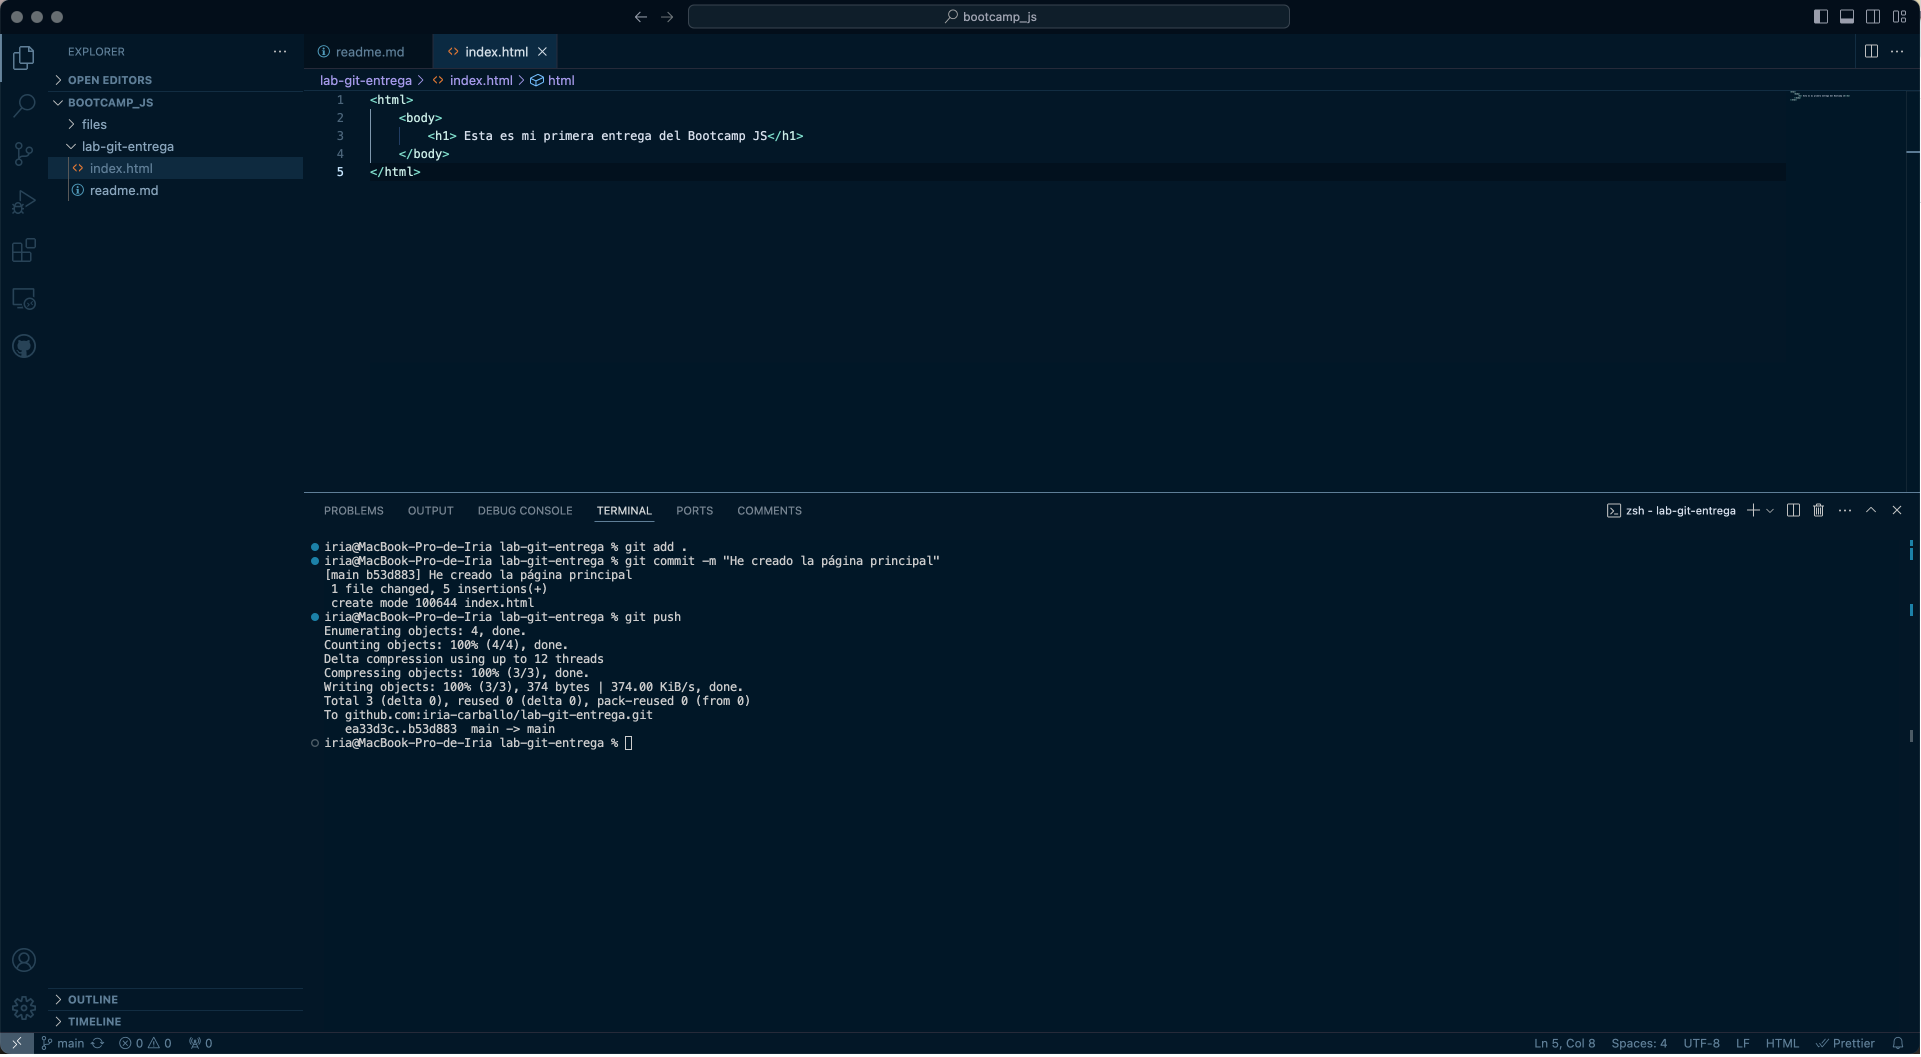 bootcamp_js
EXPLORER
OPEN EDITORS
BOOTCAMP_JS
files
lab-git-entrega
index.html
readme.md
readme.md
index.html
lab-git-entrega > index.html > html
1 <html>
2 <body>
3 <h1> Esta es mi primera entrega del Bootcamp JS</h1>
4 </body>
5 </html>
PROBLEMS OUTPUT DEBUG CONSOLE TERMINAL PORTS COMMENTS
zsh - lab-git-entrega
iria@MacBook-Pro-de-Iria lab-git-entrega % git add .
iria@MacBook-Pro-de-Iria lab-git-entrega % git commit -m "He creado la página principal"
[main b53d883] He creado la página principal
1 file changed, 5 insertions(+)
create mode 100644 index.html
iria@MacBook-Pro-de-Iria lab-git-entrega % git push
Enumerating objects: 4, done.
Counting objects: 100% (4/4), done.
Delta compression using up to 12 threads
Compressing objects: 100% (3/3), done.
Writing objects: 100% (3/3), 374 bytes | 374.00 KiB/s, done.
Total 3 (delta 0), reused 0 (delta 0), pack-reused 0 (from 0)
To github.com:iria-carballo/lab-git-entrega.git
ea33d3c..b53d883  main -> main
iria@MacBook-Pro-de-Iria lab-git-entrega %
OUTLINE
TIMELINE
main 0 0 0
Ln 5, Col 8 Spaces: 4 UTF-8 LF HTML Prettier